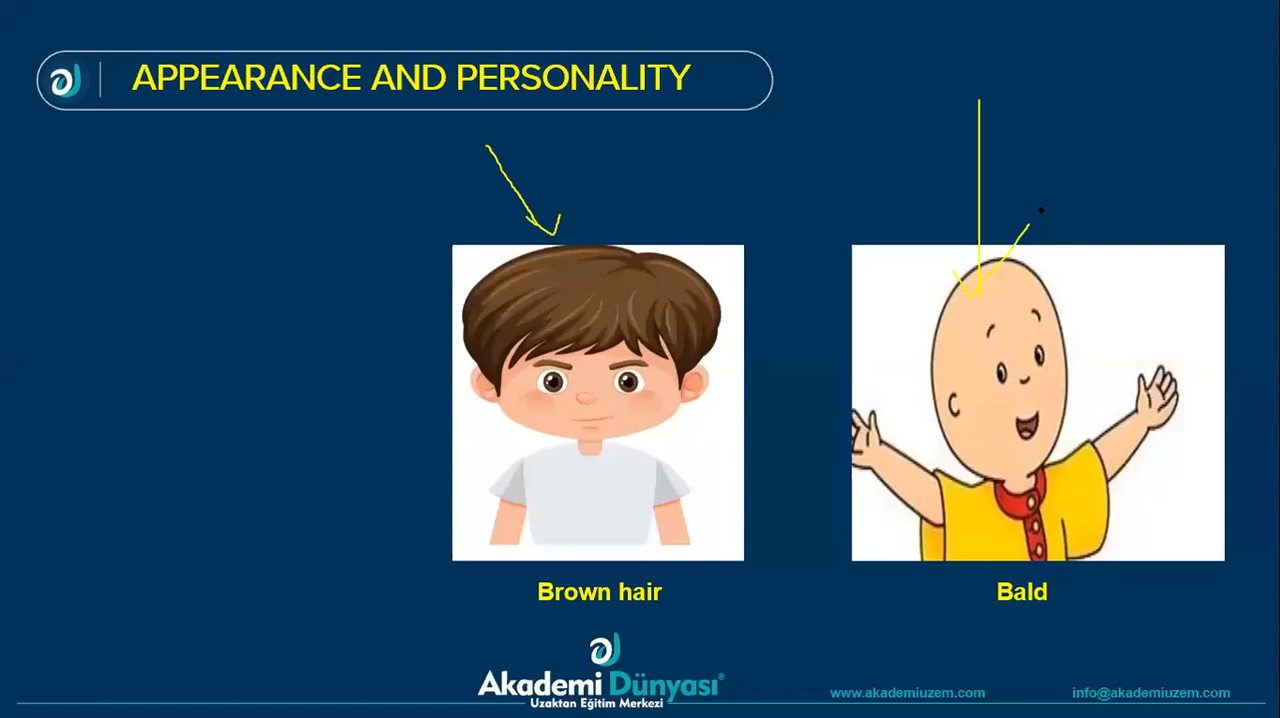 APPEARANCE AND PERSONALITY
Brown hair
Bald
Akademi Dünyası®
Uzaktan Eğitim Merkezi
www.akademiuzem.com
info@akademiuzem.com